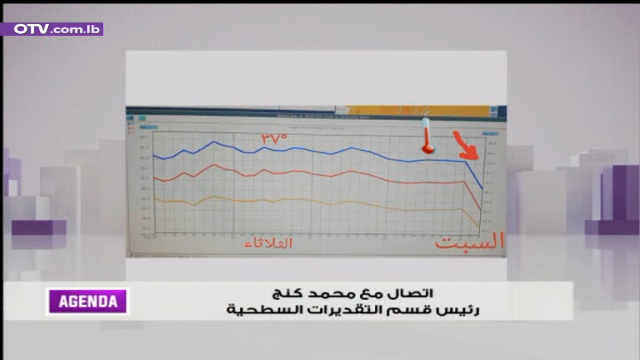 OTV.com.lb
٣٧°
الثلاثاء
السبت
AGENDA
اتصال مع محمد كنج
رئيس قسم التقديرات السطحية